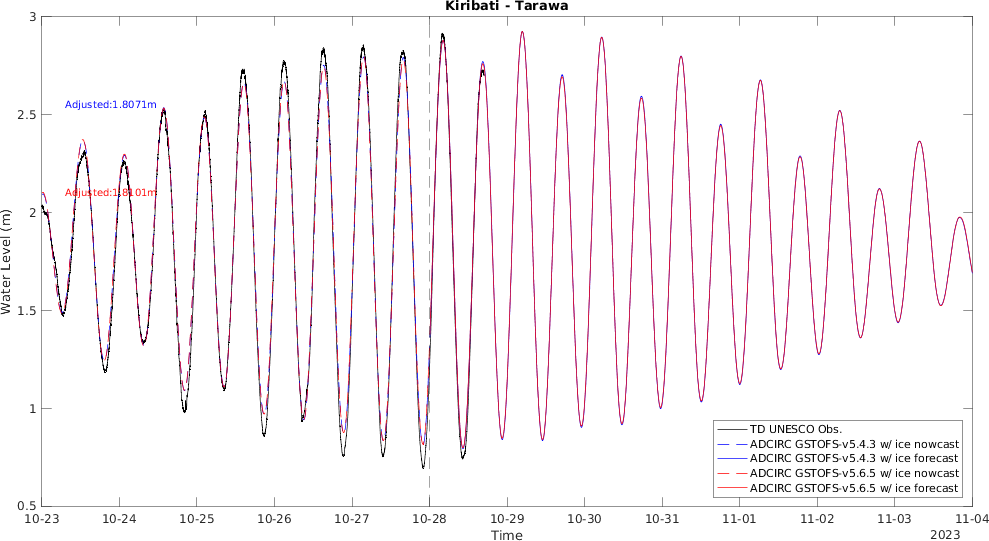 Kiribati - Tarawa
3
2.5
2
1.5
1
0.5
Water Level (m)
Adjusted:1.8071m
Adjusted:1.8101m
TD UNESCO Obs.
ADCIRC GSTOFS-v5.4.3 w/ ice nowcast
ADCIRC GSTOFS-v5.4.3 w/ ice forecast
ADCIRC GSTOFS-v5.6.5 w/ ice nowcast
ADCIRC GSTOFS-v5.6.5 w/ ice forecast
10-23 10-24 10-25 10-26 10-27 10-28 10-29 10-30 10-31 11-01 11-02 11-03 11-04
Time
2023